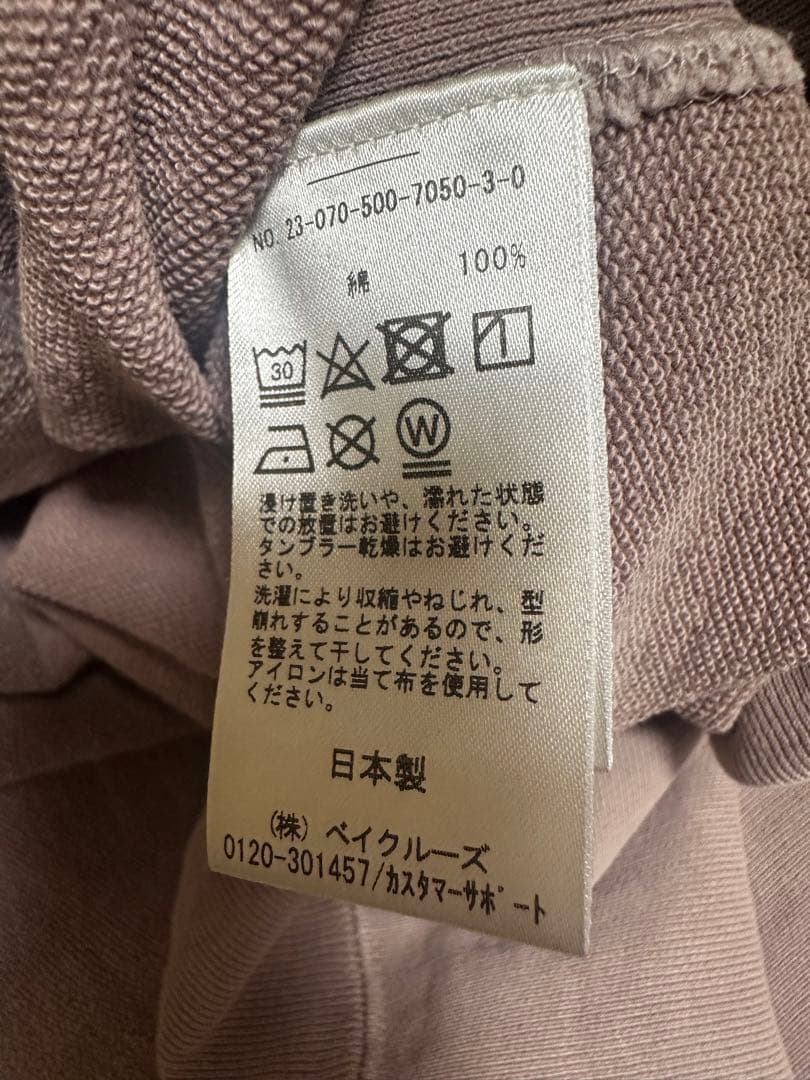 NO. 23-070-500-7050-3-0
綿 100%
30
W
浸け置き洗いや、濡れた状態
での放置はお避けください。
タンブラー乾燥はお避けくだ
さい。
洗濯により収縮やねじれ、型
崩れすることがあるので、形
を整えて干してください。
アイロンは当て布を使用して
ください。
日本製
(株) ベイクルーズ
0120-301457/カスタマーサポート